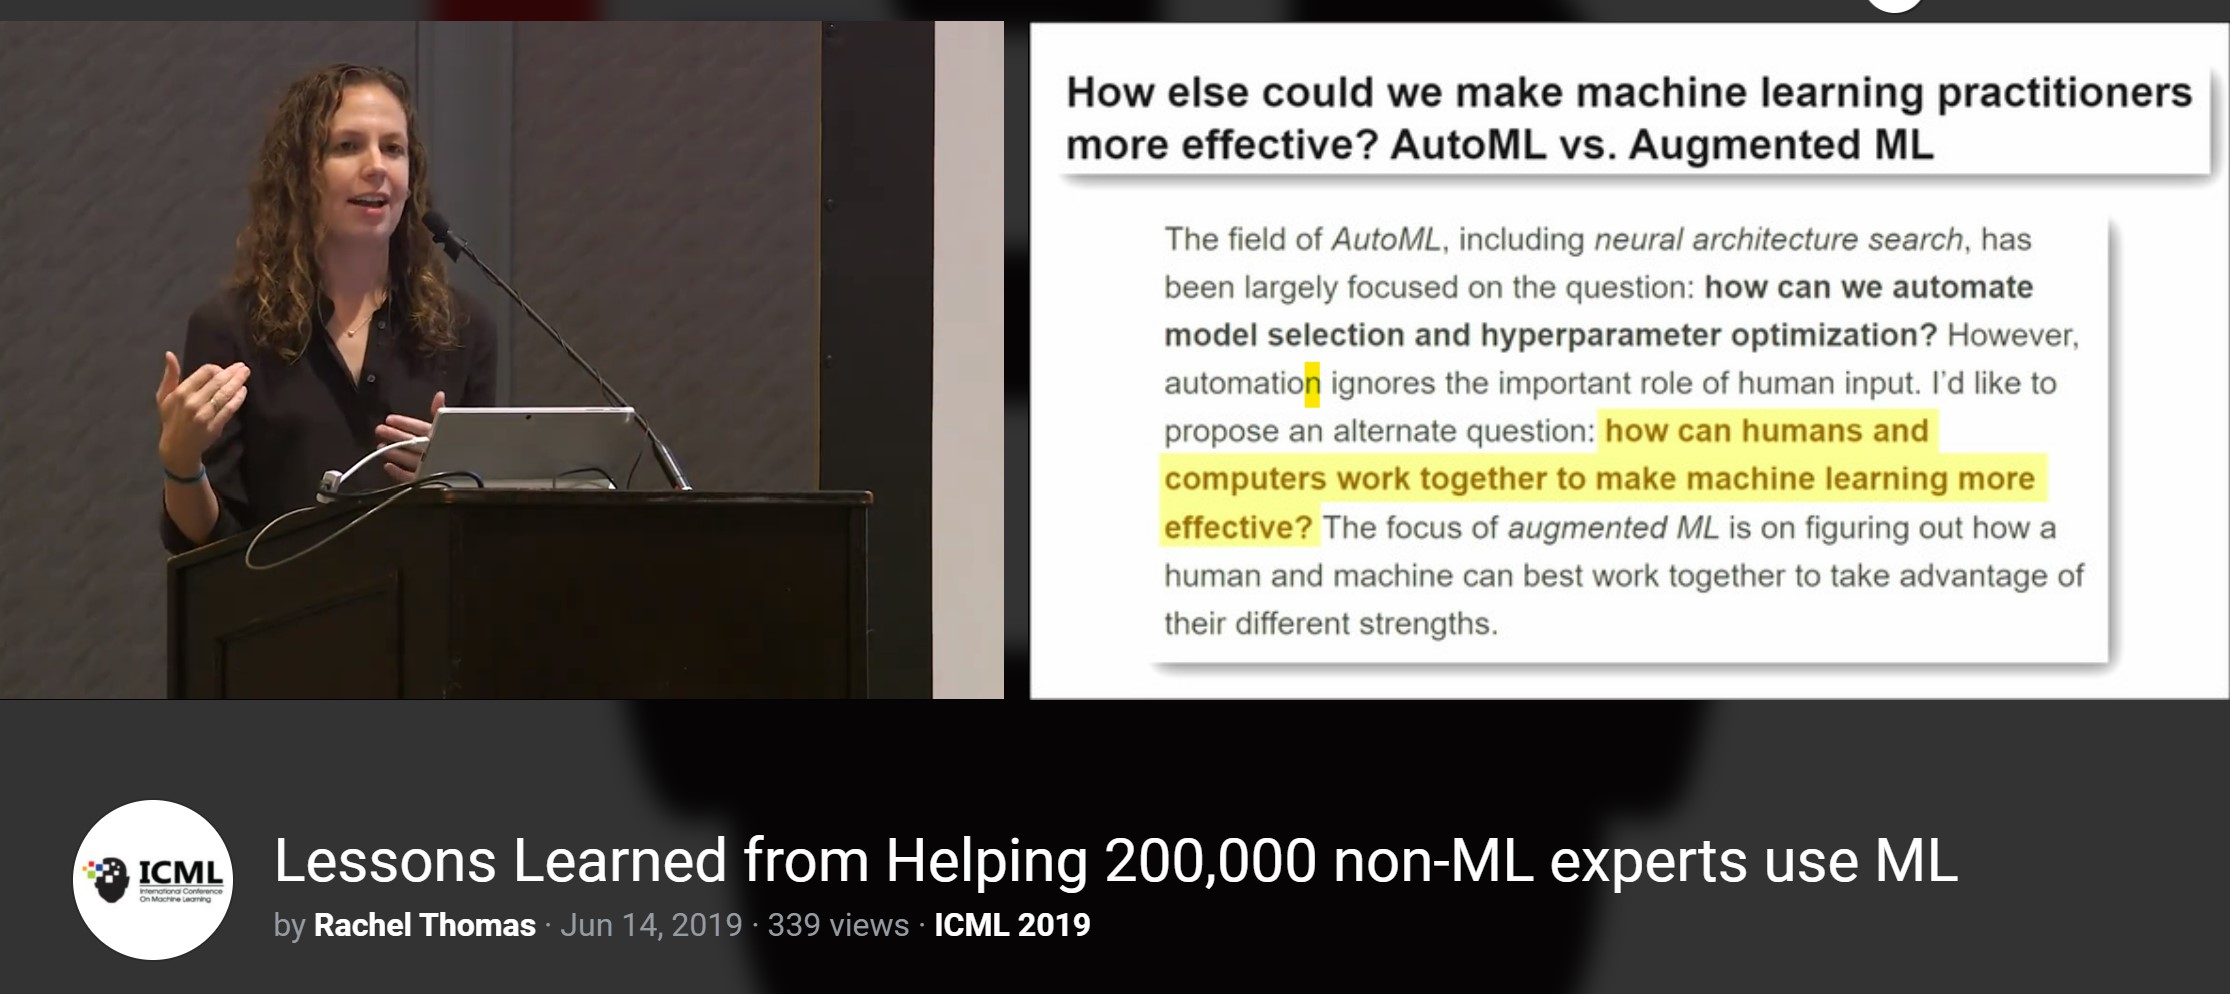 How else could we make machine learning practitioners
more effective? AutoML vs. Augmented ML
The field of AutoML, including neural architecture search, has
been largely focused on the question: how can we automate
model selection and hyperparameter optimization? However,
automation ignores the important role of human input. I’d like to
propose an alternate question: how can humans and
computers work together to make machine learning more
effective? The focus of augmented ML is on figuring out how a
human and machine can best work together to take advantage of
their different strengths.
ICML
International Conference
On Machine Learning
Lessons Learned from Helping 200,000 non-ML experts use ML
by Rachel Thomas · Jun 14, 2019 · 339 views · ICML 2019